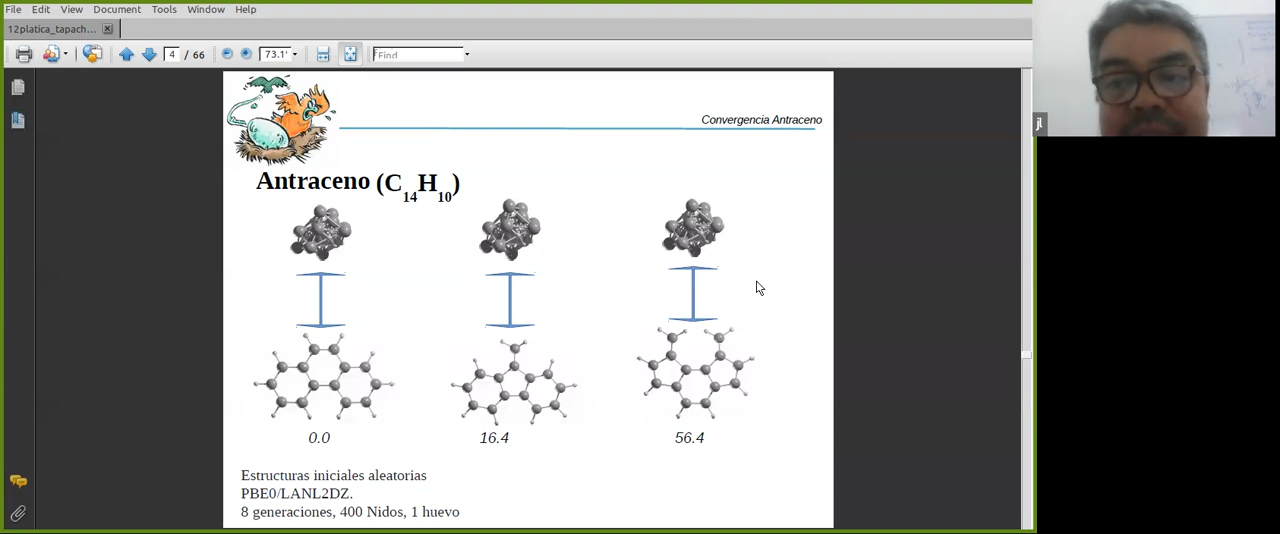 File Edit View Document Tools Window Help
12platica_tapach...
4 / 66 73.1% Find
Convergencia Antraceno
Antraceno (C14H10)
0.0 16.4 56.4
Estructuras iniciales aleatorias
PBE0/LANL2DZ.
8 generaciones, 400 Nidos, 1 huevo
jl